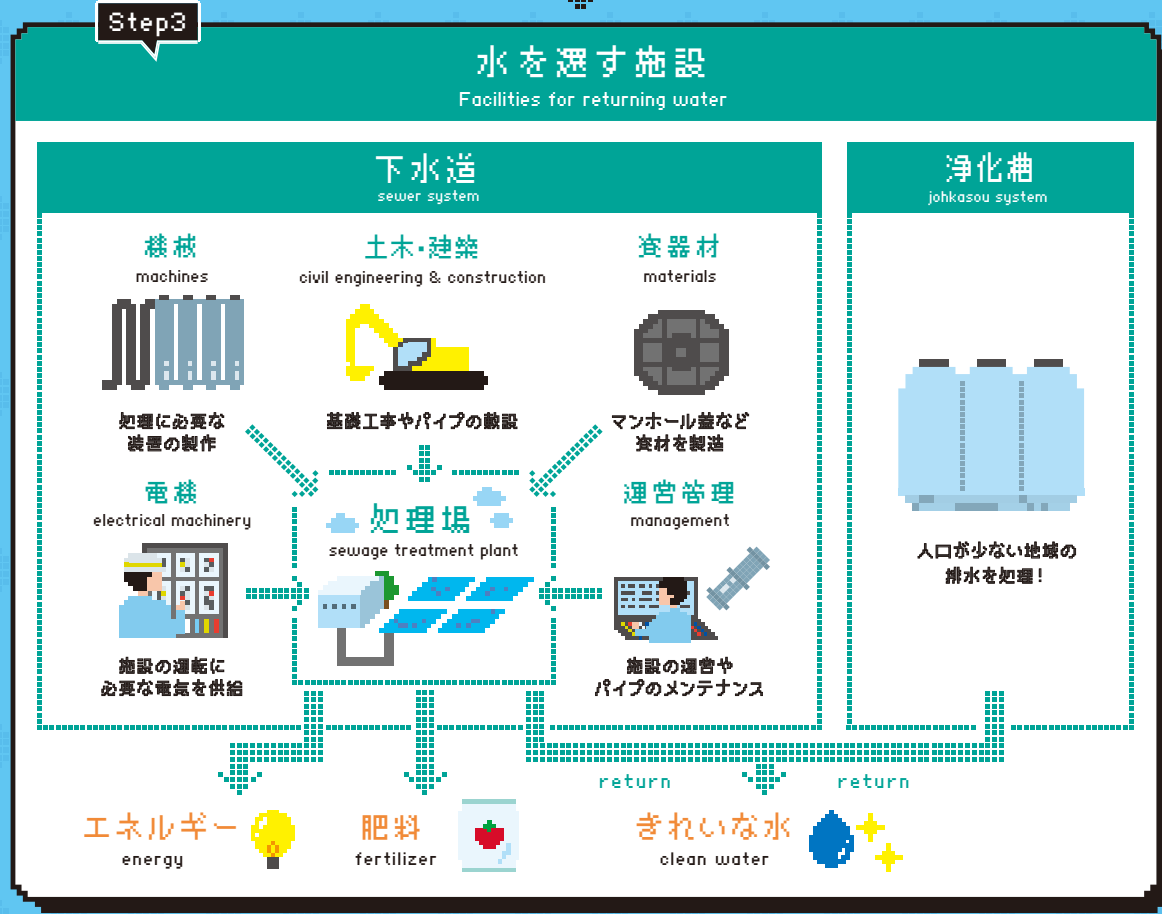 Step3
水を還す施設
Facilities for returning water
下水道
sewer system
機械
machines
処理に必要な
装置の製作
土木・建築
civil engineering & construction
基礎工事やパイプの敷設
資器材
materials
マンホール蓋など
資材を製造
電機
electrical machinery
施設の運転に
必要な電気を供給
処理場
sewage treatment plant
運営管理
management
施設の運営や
パイプのメンテナンス
浄化槽
johkasou system
人口が少ない地域の
排水を処理!
return
return
エネルギー
energy
肥料
fertilizer
きれいな水
clean water